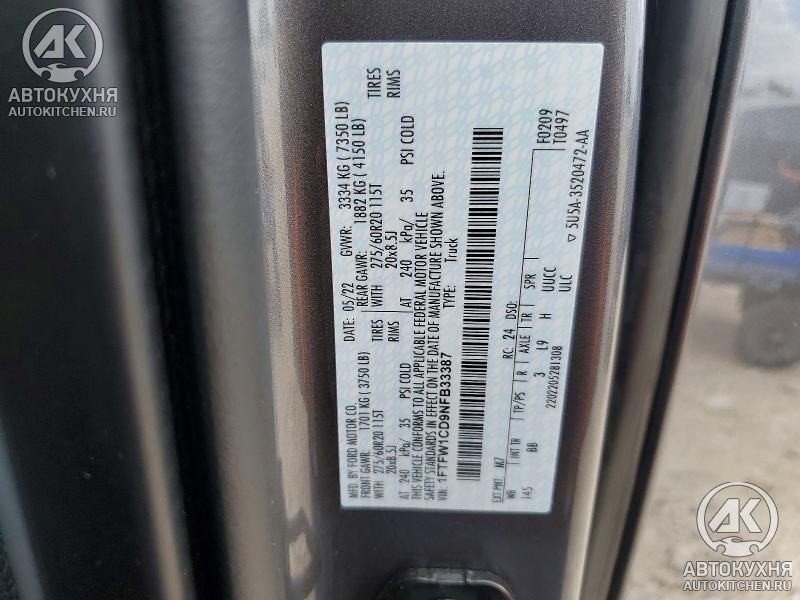 AK
АВТОКУХНЯ
AUTOKITCHEN.RU
MFD. BY FORD MOTOR CO. DATE: 05/22 GVWR: 3334 KG ( 7350 LB)
FRONT GAWR: 1701 KG ( 3750 LB) REAR GAWR: 1882 KG ( 4150 LB)
WITH 275/60R20 115T TIRES WITH 275/60R20 115T TIRES
20x8.5J RIMS 20x8.5J RIMS
AT 240 kPa/ 35 PSI COLD AT 240 kPa/ 35 PSI COLD
THIS VEHICLE CONFORMS TO ALL APPLICABLE FEDERAL MOTOR VEHICLE
SAFETY STANDARDS IN EFFECT ON THE DATE OF MANUFACTURE SHOWN ABOVE.
VIN: 1FTFW1CD9NFB33387 TYPE: Truck
F0209
T0497
EXT PNT: M7 RC: 24 DSO:
WB INT TR TP/PS R AXLE TR SPR
145 BB 3 L9 H UUCC
ULC
2202205281308
5U5A-3520472-AA
AK
АВТОКУХНЯ
AUTOKITCHEN.RU